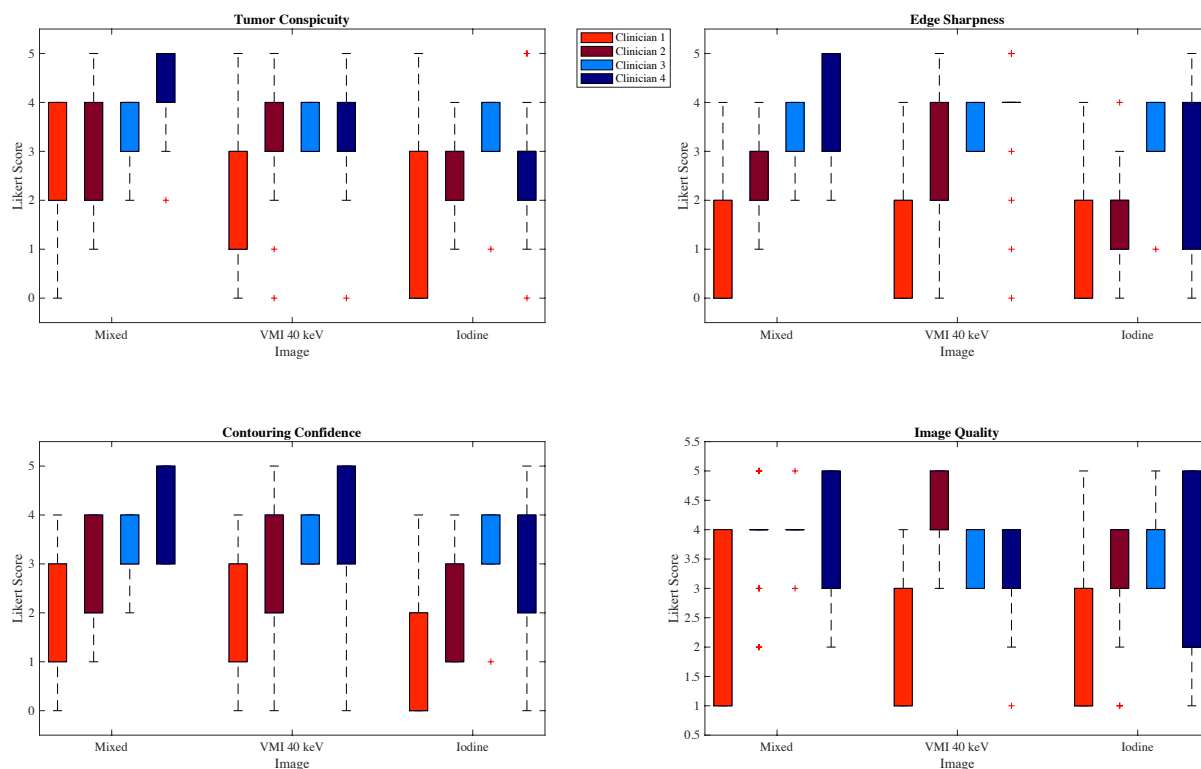 Tumor Conspicuity
5
4
3
2
1
0
Likert Score
Mixed
VMI 40 keV
Iodine
Image
Clinician 1
Clinician 2
Clinician 3
Clinician 4
Edge Sharpness
5
4
3
2
1
0
Likert Score
Mixed
VMI 40 keV
Iodine
Image
Contouring Confidence
5
4
3
2
1
0
Likert Score
Mixed
VMI 40 keV
Iodine
Image
Image Quality
5.5
5
4.5
4
3.5
3
2.5
2
1.5
1
0.5
Likert Score
Mixed
VMI 40 keV
Iodine
Image